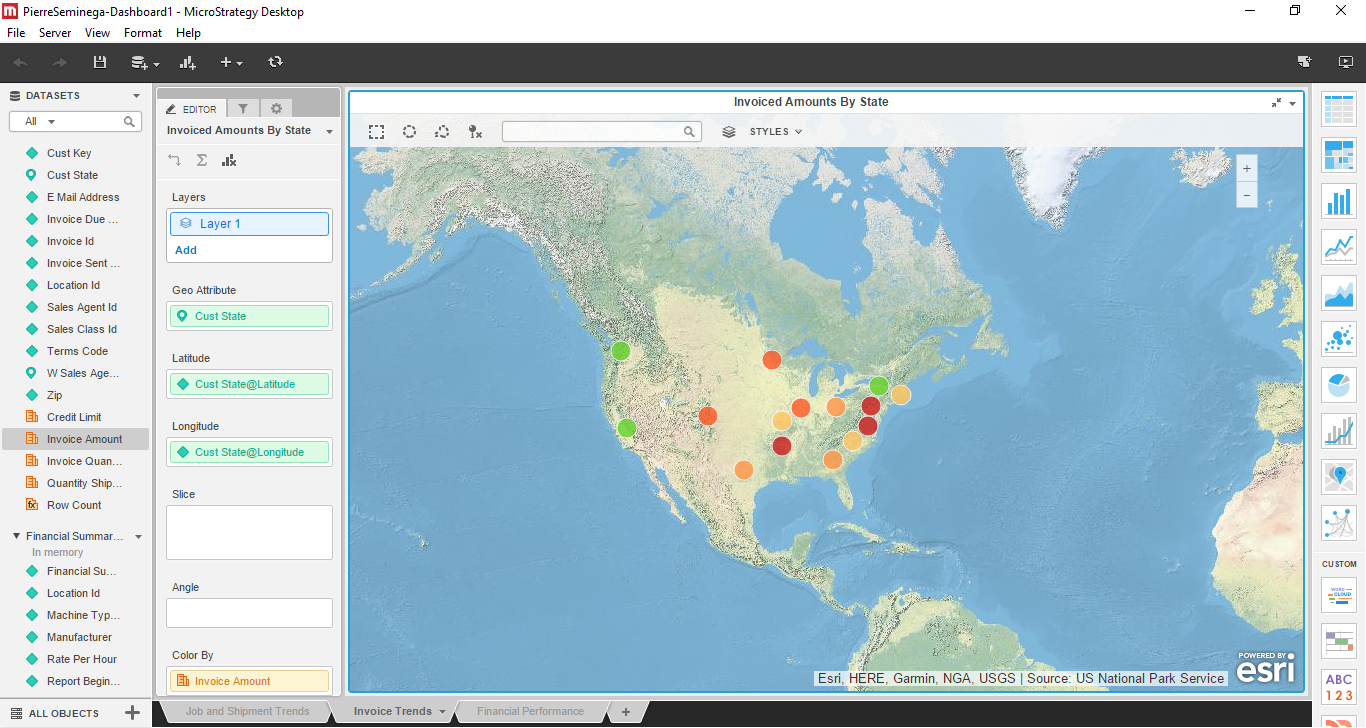 PierreSeminega-Dashboard1 - MicroStrategy Desktop
File Server View Format Help
DATASETS
All
Cust Key
Cust State
E Mail Address
Invoice Due ...
Invoice Id
Invoice Sent ...
Location Id
Sales Agent Id
Sales Class Id
Terms Code
W Sales Age...
Zip
Credit Limit
Invoice Amount
Invoice Quan...
Quantity Ship...
Row Count
Financial Summar...
In memory
Financial Su...
Location Id
Machine Typ...
Manufacturer
Rate Per Hour
Report Begin...
ALL OBJECTS
EDITOR
Invoiced Amounts By State
Layers
Layer 1
Add
Geo Attribute
Cust State
Latitude
Cust State@Latitude
Longitude
Cust State@Longitude
Slice
Angle
Color By
Invoice Amount
Invoiced Amounts By State
STYLES
+
−
POWERED BY
esri
Esri, HERE, Garmin, NGA, USGS | Source: US National Park Service
Job and Shipment Trends
Invoice Trends
Financial Performance
+
CUSTOM
WORD
CLOUD
ABC
123